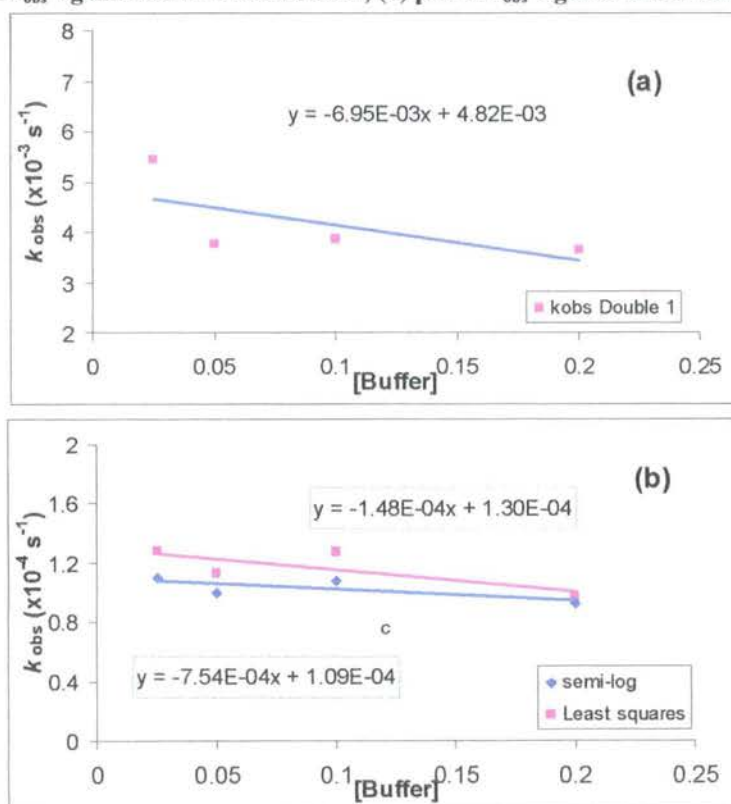 (a)
8
7
6
5
4
3
2
k obs (x10⁻³ s⁻¹)
y = -6.95E-03x + 4.82E-03
kobs Double 1
0 0.05 0.1 0.15 0.2 0.25
[Buffer]
(b)
2
1.6
1.2
0.8
0.4
0
k obs (x10⁻⁴ s⁻¹)
y = -1.48E-04x + 1.30E-04
c
y = -7.54E-04x + 1.09E-04
semi-log
Least squares
0 0.05 0.1 0.15 0.2 0.25
[Buffer]